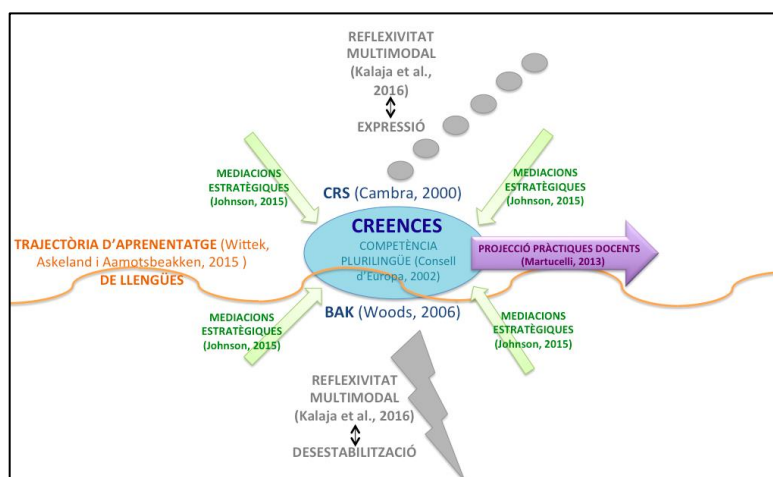 REFLEXIVITAT
MULTIMODAL
(Kalaja et al.,
2016)
EXPRESSIÓ
MEDIACIONS
ESTRATÈGIQUES
(Johnson, 2015)
MEDIACIONS
ESTRATÈGIQUES
(Johnson, 2015)
CRS (Cambra, 2000)
CREENCES
COMPETÈNCIA
PLURILINGÜE (Consell
d'Europa, 2002)
TRAJECTÒRIA D'APRENENTATGE (Wittek,
Askeland i Aamotsbeakken, 2015 )
DE LLENGÜES
PROJECCIÓ PRÀCTIQUES DOCENTS
(Martucelli, 2013)
BAK (Woods, 2006)
MEDIACIONS
ESTRATÈGIQUES
(Johnson, 2015)
MEDIACIONS
ESTRATÈGIQUES
(Johnson, 2015)
REFLEXIVITAT
MULTIMODAL
(Kalaja et al., 2016)
DESESTABILITZACIÓ